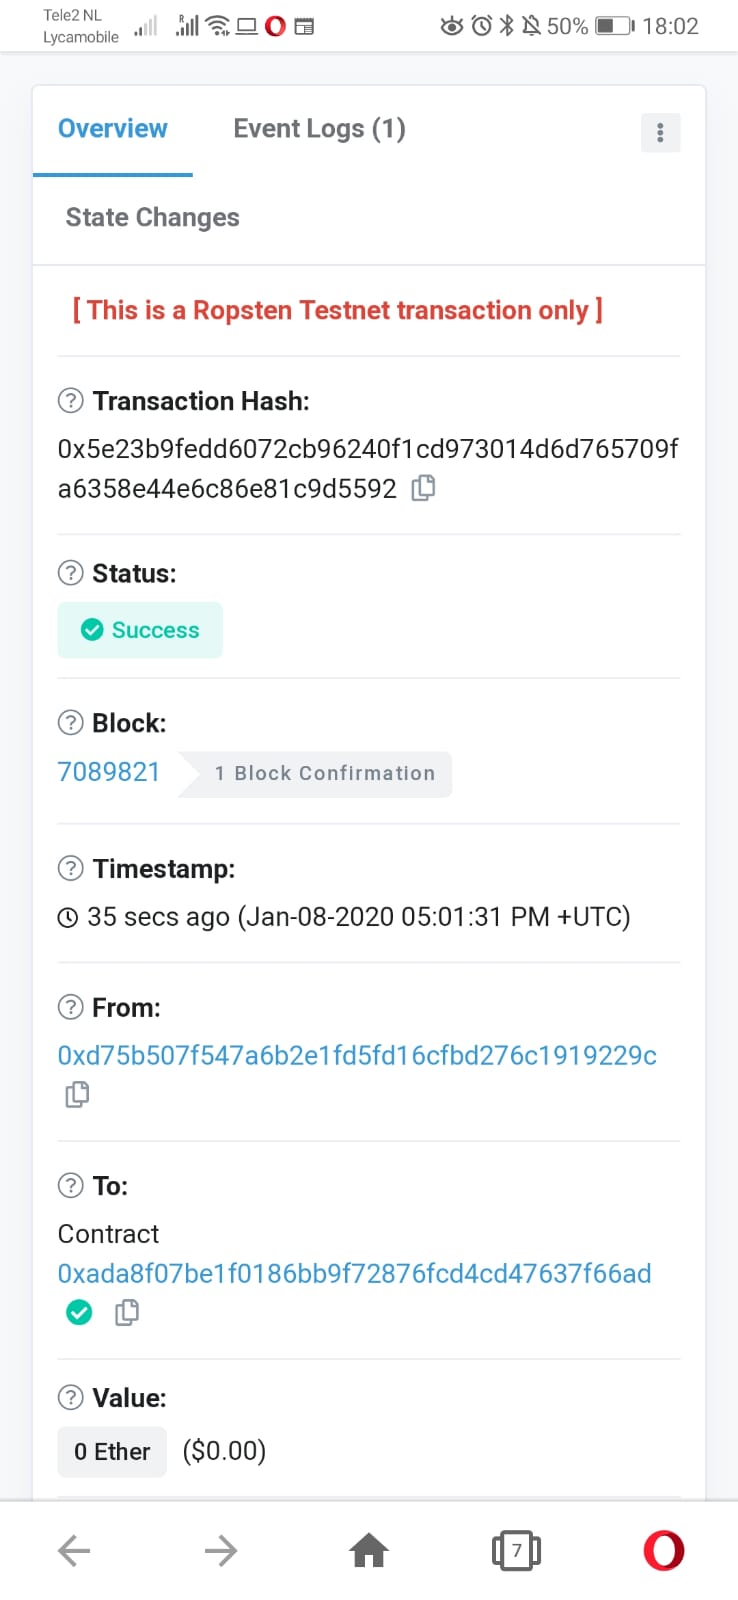 Tele2 NL
Lycamobile
R
50%
18:02
Overview
Event Logs (1)
State Changes
[ This is a Ropsten Testnet transaction only ]
? Transaction Hash:
0x5e23b9fedd6072cb96240f1cd973014d6d765709f
a6358e44e6c86e81c9d5592
? Status:
Success
? Block:
7089821 1 Block Confirmation
? Timestamp:
35 secs ago (Jan-08-2020 05:01:31 PM +UTC)
? From:
0xd75b507f547a6b2e1fd5fd16cfbd276c1919229c
? To:
Contract
0xada8f07be1f0186bb9f72876fcd4cd47637f66ad
? Value:
0 Ether ($0.00)
7